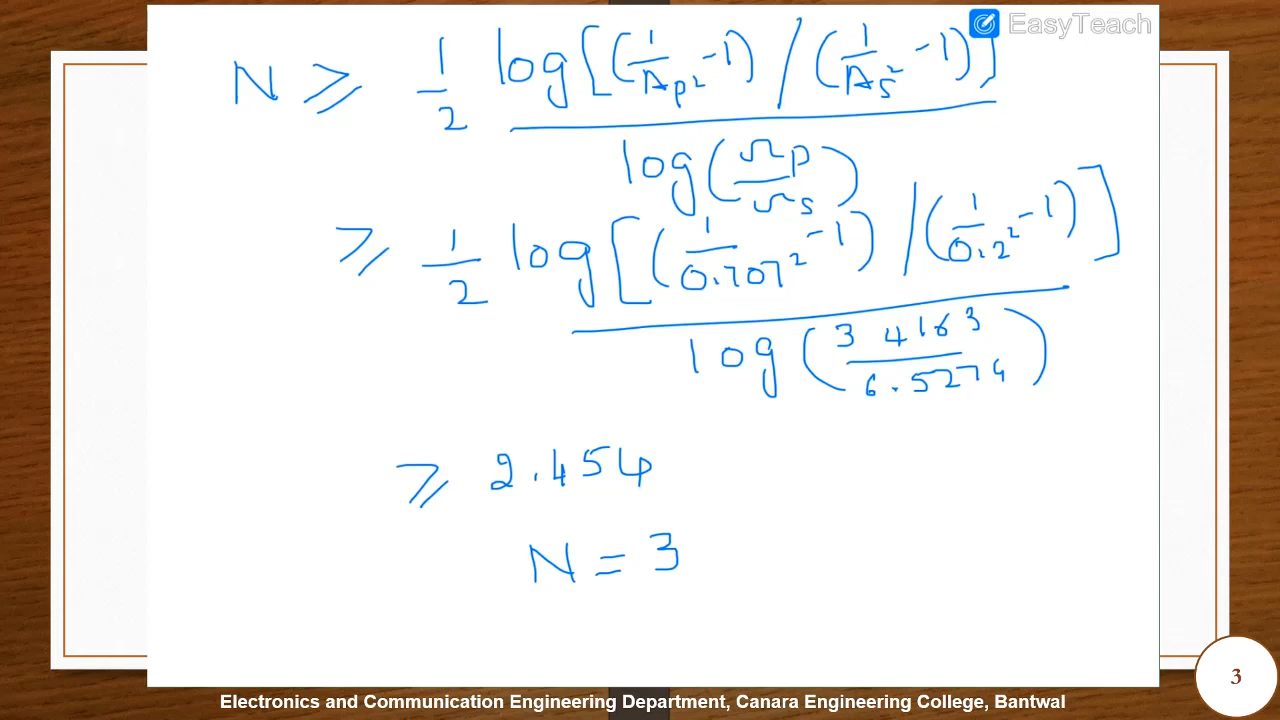 EasyTeach
N ≥ 1/2 log[(1/Ap² -1) / (1/As² -1)] / log(Ωp/Ωs)
≥ 1/2 log[(1/0.707² -1) / (1/0.2² -1)] / log(3 4163/6.5274)
≥ 2.454
N = 3
3
Electronics and Communication Engineering Department, Canara Engineering College, Bantwal